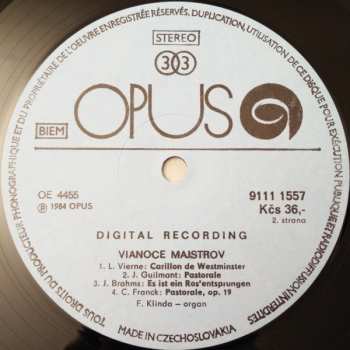 STEREO
33
OPUS
BIEM
OE 4455
℗ 1984 OPUS
9111 1557
Kčs 36,-
2. strana
DIGITAL RECORDING
VIANOCE MAJSTROV
1. L. Vierne: Carillon de Westminster
2. J. Guilmant: Pastorale
3. J. Brahms: Es ist ein Ros'entsprungen
4. C. Franck: Pastorale, op. 19
F. Klinda – organ
TOUS DROITS DU PRODUCTEUR PHONOGRAPHIQUE ET DU PROPRIÉTAIRE DE L'OEUVRE ENREGISTRÉE RÉSERVÉS. DUPLICATION, UTILISATION DE CE DISQUE POUR EXÉCUTION PUBLIQUE ET RADIODIFFUSION INTERDITES
MADE IN CZECHOSLOVAKIA